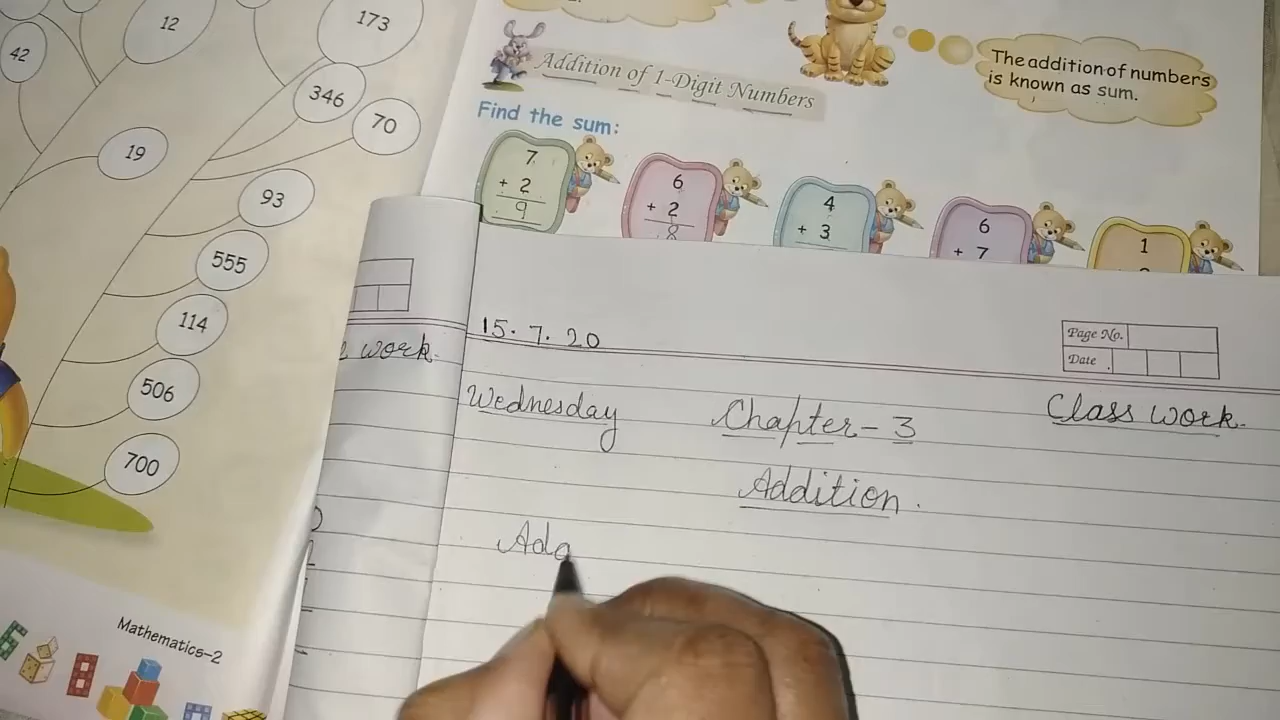 12
173
42
346
70
19
93
555
114
506
700
Mathematics-2
The addition of numbers
is known as sum.
Addition of 1-Digit Numbers
Find the sum:
7
+ 2
9
6
+ 2
8
4
+ 3
6
+ 7
1
work.
15. 7. 20
Page No.
Date
Wednesday
Chapter - 3
Class work.
Addition.
Add